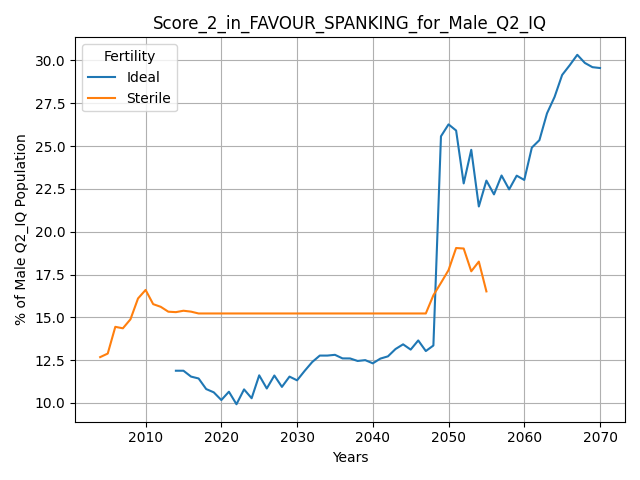 Score_2_in_FAVOUR_SPANKING_for_Male_Q2_IQ
Fertility
Ideal
Sterile
% of Male Q2_IQ Population
30.0
27.5
25.0
22.5
20.0
17.5
15.0
12.5
10.0
2010 2020 2030 2040 2050 2060 2070
Years